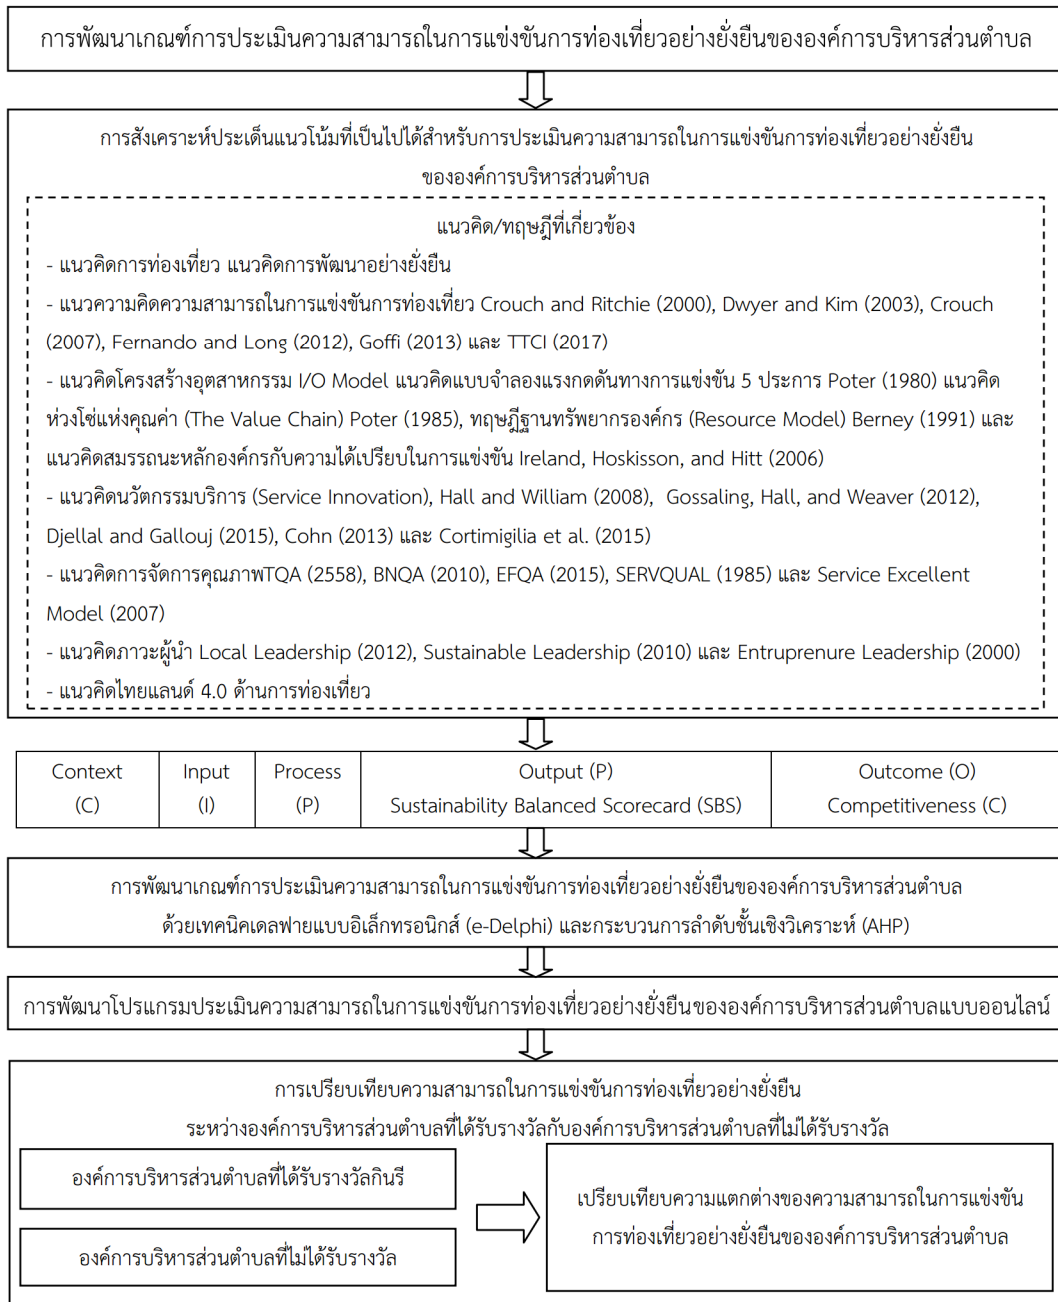 การพัฒนาเกณฑ์การประเมินความสามารถในการแข่งขันการท่องเที่ยวอย่างยั่งยืนขององค์การบริหารส่วนตำบล
การสังเคราะห์ประเด็นแนวโน้มที่เป็นไปได้สำหรับการประเมินความสามารถในการแข่งขันการท่องเที่ยวอย่างยั่งยืน
ขององค์การบริหารส่วนตำบล
แนวคิด/ทฤษฎีที่เกี่ยวข้อง
- แนวคิดการท่องเที่ยว แนวคิดการพัฒนาอย่างยั่งยืน
- แนวความคิดความสามารถในการแข่งขันการท่องเที่ยว Crouch and Ritchie (2000), Dwyer and Kim (2003), Crouch
(2007), Fernando and Long (2012), Goffi (2013) และ TTCI (2017)
- แนวคิดโครงสร้างอุตสาหกรรม I/O Model แนวคิดแบบจำลองแรงกดดันทางการแข่งขัน 5 ประการ Poter (1980) แนวคิด
ห่วงโซ่แห่งคุณค่า (The Value Chain) Poter (1985), ทฤษฎีฐานทรัพยากรองค์กร (Resource Model) Berney (1991) และ
แนวคิดสมรรถนะหลักองค์กรกับความได้เปรียบในการแข่งขัน Ireland, Hoskisson, and Hitt (2006)
- แนวคิดนวัตกรรมบริการ (Service Innovation), Hall and William (2008), Gossaling, Hall, and Weaver (2012),
Djellal and Gallouj (2015), Cohn (2013) และ Cortimigilia et al. (2015)
- แนวคิดการจัดการคุณภาพTQA (2558), BNQA (2010), EFQA (2015), SERVQUAL (1985) และ Service Excellent
Model (2007)
- แนวคิดภาวะผู้นำ Local Leadership (2012), Sustainable Leadership (2010) และ Entruprenure Leadership (2000)
- แนวคิดไทยแลนด์ 4.0 ด้านการท่องเที่ยว
Context
(C)
Input
(I)
Process
(P)
Output (P)
Sustainability Balanced Scorecard (SBS)
Outcome (O)
Competitiveness (C)
การพัฒนาเกณฑ์การประเมินความสามารถในการแข่งขันการท่องเที่ยวอย่างยั่งยืนขององค์การบริหารส่วนตำบล
ด้วยเทคนิคเดลฟายแบบอิเล็กทรอนิกส์ (e-Delphi) และกระบวนการลำดับชั้นเชิงวิเคราะห์ (AHP)
การพัฒนาโปรแกรมประเมินความสามารถในการแข่งขันการท่องเที่ยวอย่างยั่งยืนขององค์การบริหารส่วนตำบลแบบออนไลน์
การเปรียบเทียบความสามารถในการแข่งขันการท่องเที่ยวอย่างยั่งยืน
ระหว่างองค์การบริหารส่วนตำบลที่ได้รับรางวัลกับองค์การบริหารส่วนตำบลที่ไม่ได้รับรางวัล
องค์การบริหารส่วนตำบลที่ได้รับรางวัลกินรี
องค์การบริหารส่วนตำบลที่ไม่ได้รับรางวัล
เปรียบเทียบความแตกต่างของความสามารถในการแข่งขัน
การท่องเที่ยวอย่างยั่งยืนขององค์การบริหารส่วนตำบล